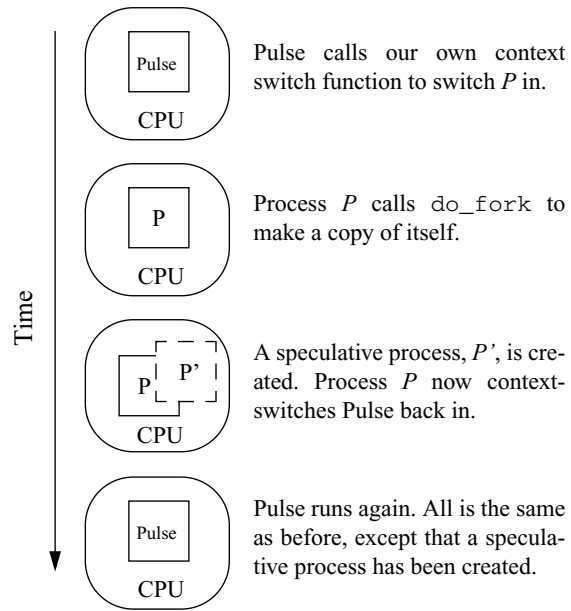 Time
Pulse
CPU
Pulse calls our own context
switch function to switch P in.
P
CPU
Process P calls do_fork to
make a copy of itself.
P
P’
CPU
A speculative process, P’, is cre-
ated. Process P now context-
switches Pulse back in.
Pulse
CPU
Pulse runs again. All is the same
as before, except that a specula-
tive process has been created.